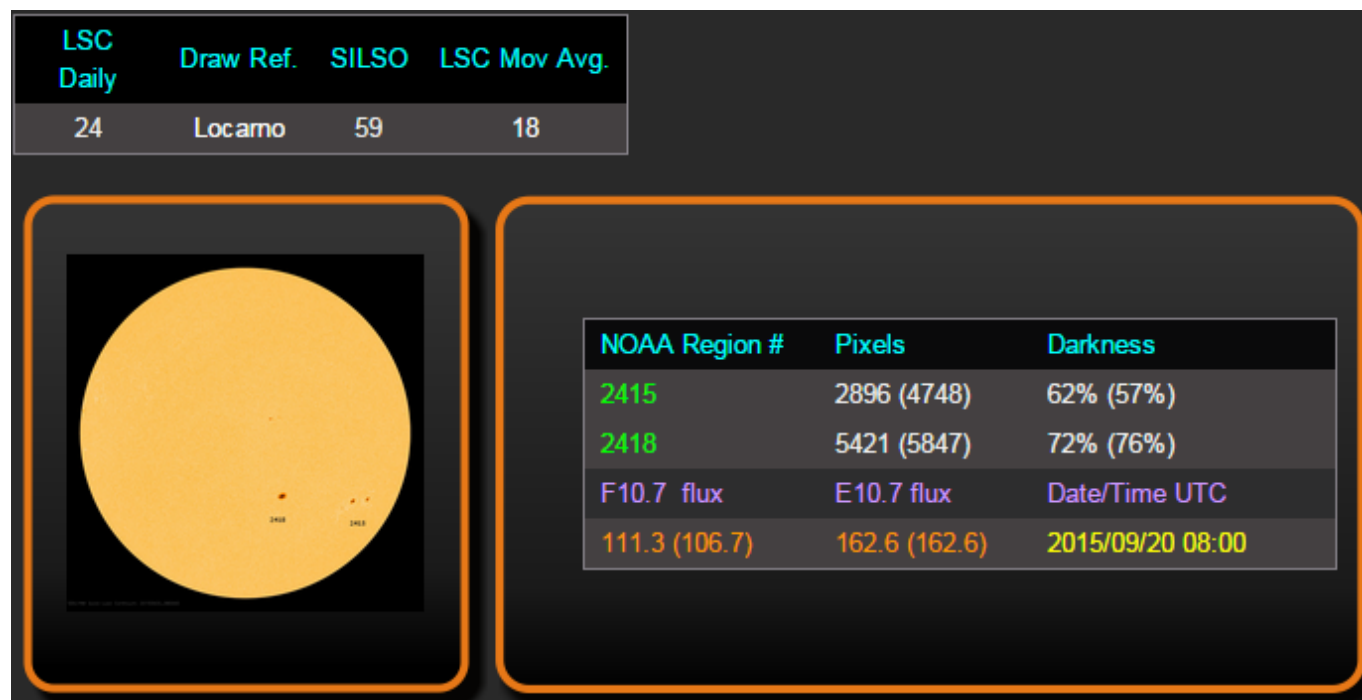 LSC
Daily Draw Ref. SILSO LSC Mov Avg.
24 Locarno 59 18
NOAA Region # Pixels Darkness
2415 2896 (4748) 62% (57%)
2418 5421 (5847) 72% (76%)
F10.7 flux E10.7 flux Date/Time UTC
111.3 (106.7) 162.6 (162.6) 2015/09/20 08:00
2418